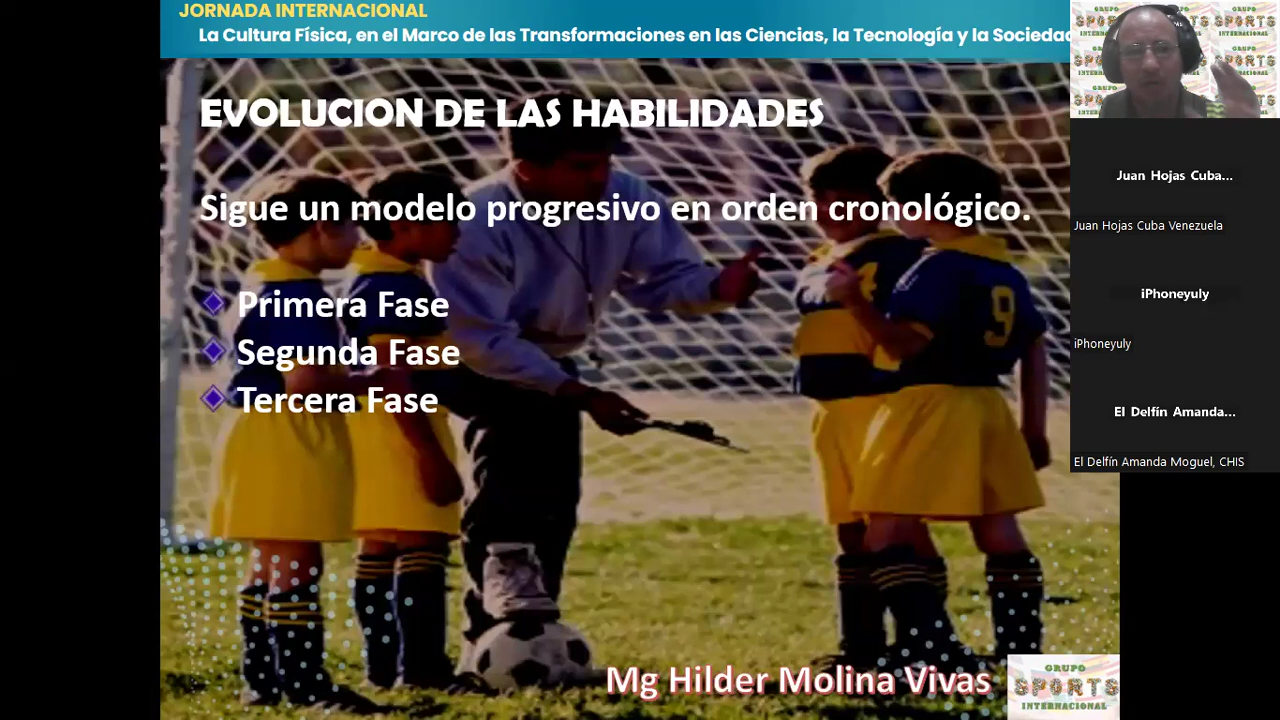 JORNADA INTERNACIONAL
La Cultura Física, en el Marco de las Transformaciones en las Ciencias, la Tecnología y la Sociedad
EVOLUCION DE LAS HABILIDADES
Sigue un modelo progresivo en orden cronológico.
Primera Fase
Segunda Fase
Tercera Fase
9
Mg Hilder Molina Vivas
GRUPO
SPORTS
INTERNACIONAL
Juan Hojas Cuba...
Juan Hojas Cuba Venezuela
iPhoneyuly
iPhoneyuly
El Delfín Amanda...
El Delfín Amanda Moguel, CHIS